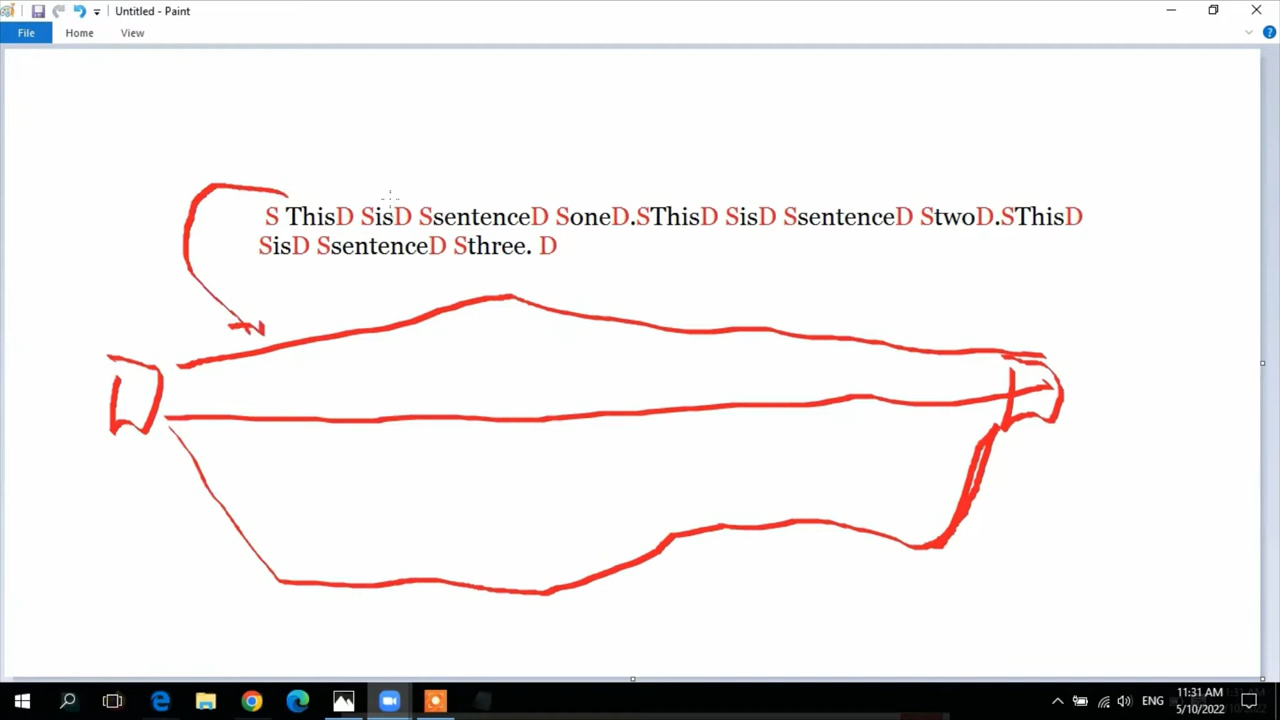 Untitled - Paint
File Home View
S ThisD SisD SsentenceD SoneD.SThisD SisD SsentenceD StwoD.SThisD
SisD SsentenceD Sthree. D
ENG
11:31 AM
5/10/2022